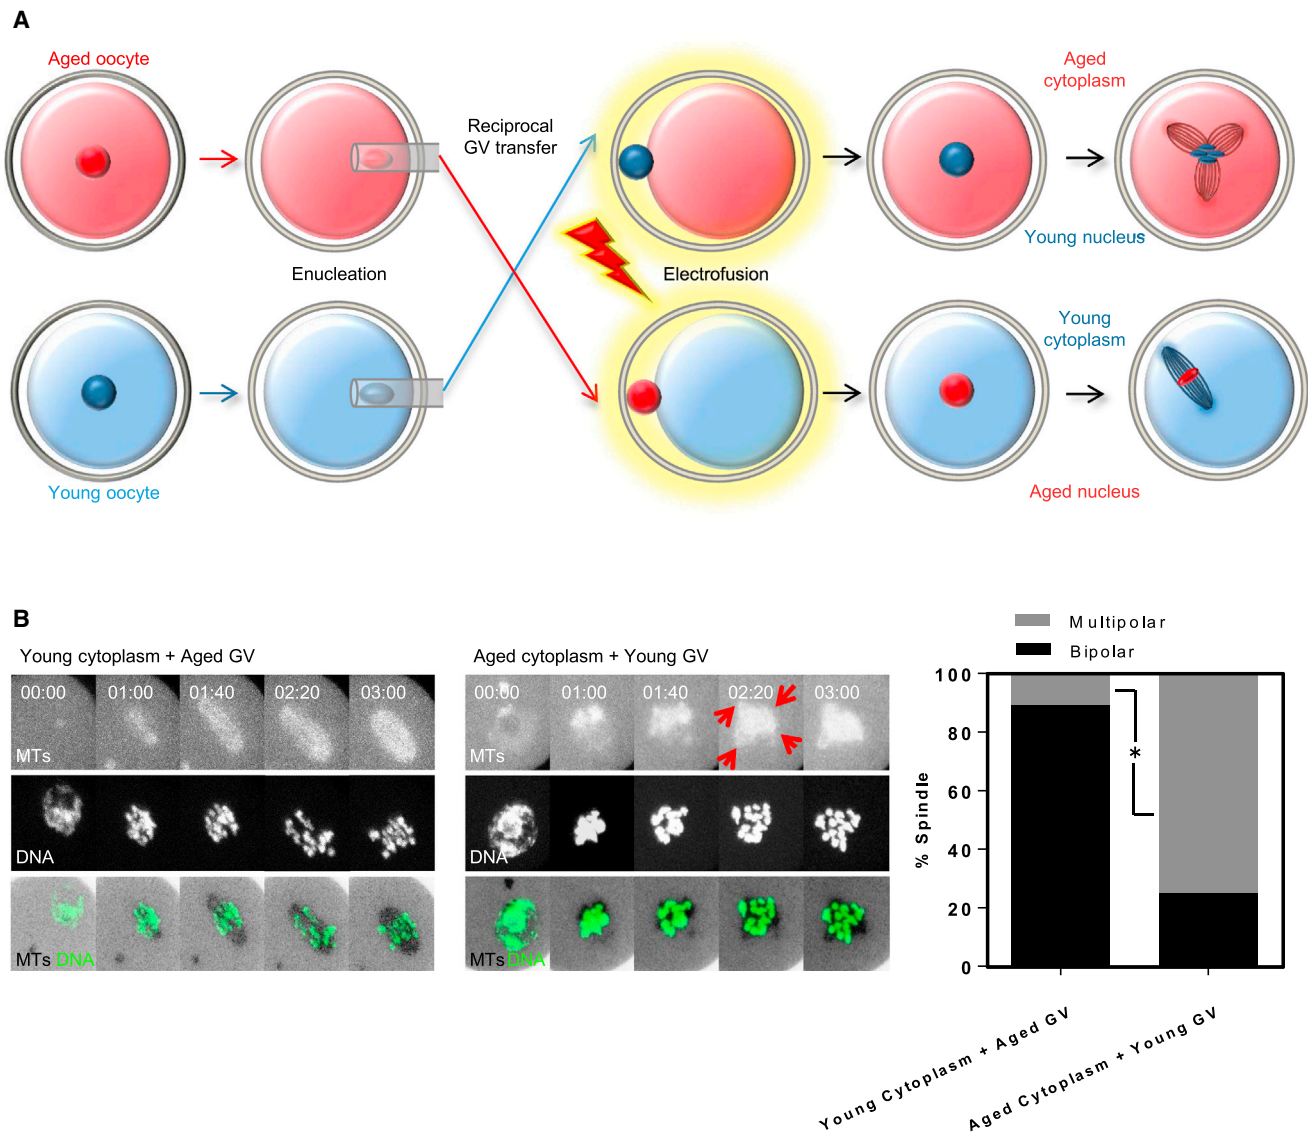 A
Aged oocyte
Reciprocal
GV transfer
Aged
cytoplasm
Young nucleus
Enucleation
Electrofusion
Young
cytoplasm
Young oocyte
Aged nucleus
B
Young cytoplasm + Aged GV
00:00 01:00 01:40 02:20 03:00
MTs
DNA
MTs DNA
Aged cytoplasm + Young GV
00:00 01:00 01:40 02:20 03:00
MTs
DNA
MTs DNA
Multipolar
Bipolar
% Spindle
100
80
60
40
20
0
*
Young Cytoplasm + Aged GV
Aged Cytoplasm + Young GV